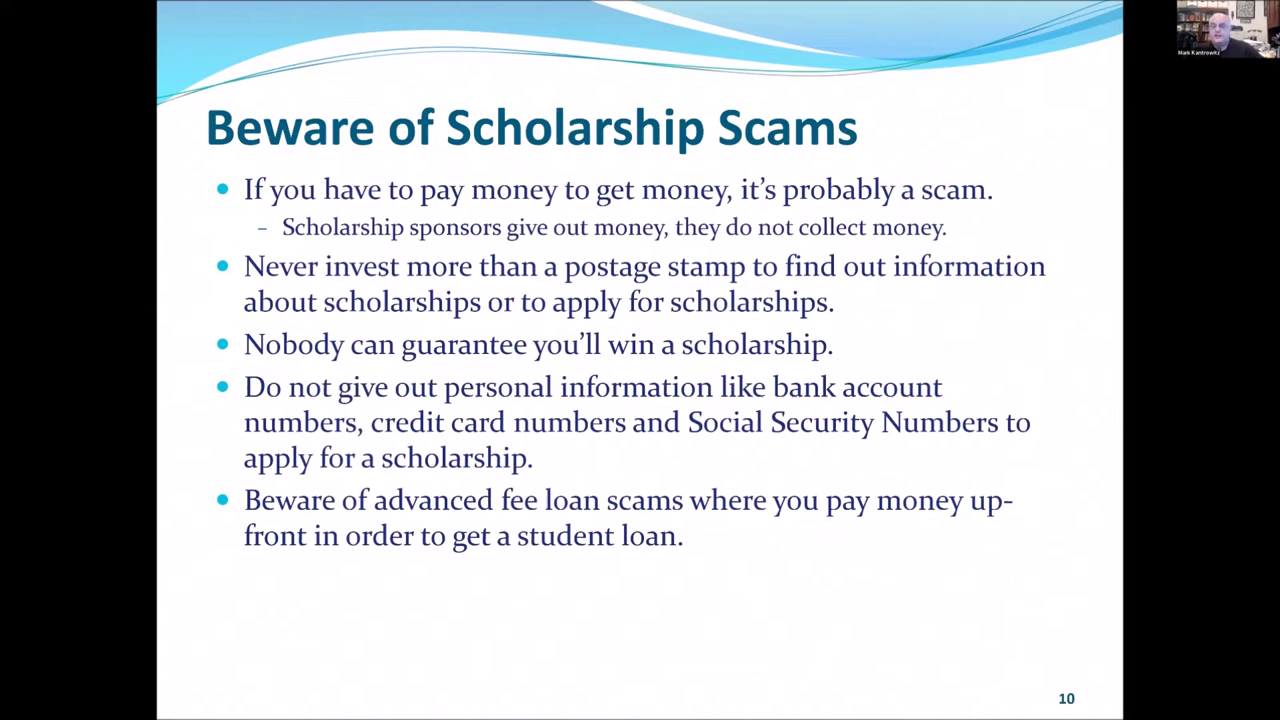 Mark Kantrowitz
Beware of Scholarship Scams
• If you have to pay money to get money, it's probably a scam.
– Scholarship sponsors give out money, they do not collect money.
• Never invest more than a postage stamp to find out information
about scholarships or to apply for scholarships.
• Nobody can guarantee you'll win a scholarship.
• Do not give out personal information like bank account
numbers, credit card numbers and Social Security Numbers to
apply for a scholarship.
• Beware of advanced fee loan scams where you pay money up-
front in order to get a student loan.
10